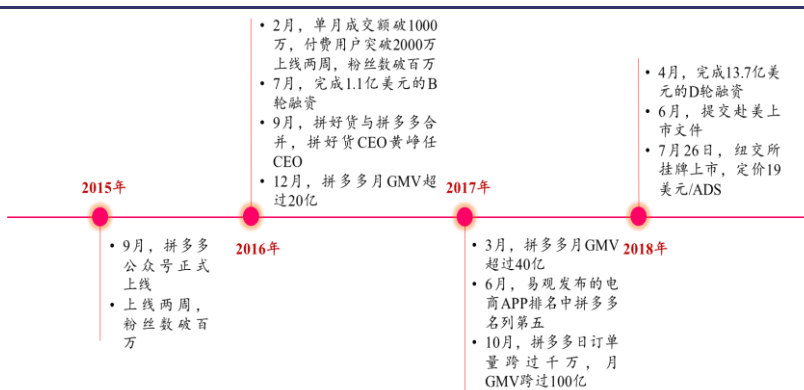 2015年
• 9月，拼多多
公众号正式
上线
• 上线两周，
粉丝数破百
万
• 2月，单月成交额破1000
万，付费用户突破2000万
上线两周，粉丝数破百万
• 7月，完成1.1亿美元的B
轮融资
• 9月，拼好货与拼多多合
并，拼好货CEO黄峥任
CEO
• 12月，拼多多月GMV超
过20亿
2016年
2017年
• 3月，拼多多月GMV
超过40亿
• 6月，易观发布的电
商APP排名中拼多多
名列第五
• 10月，拼多多日订单
量跨过千万，月
GMV跨过100亿
• 4月，完成13.7亿美
元的D轮融资
• 6月，提交赴美上
市文件
• 7月26日，纽交所
挂牌上市，定价19
美元/ADS
2018年